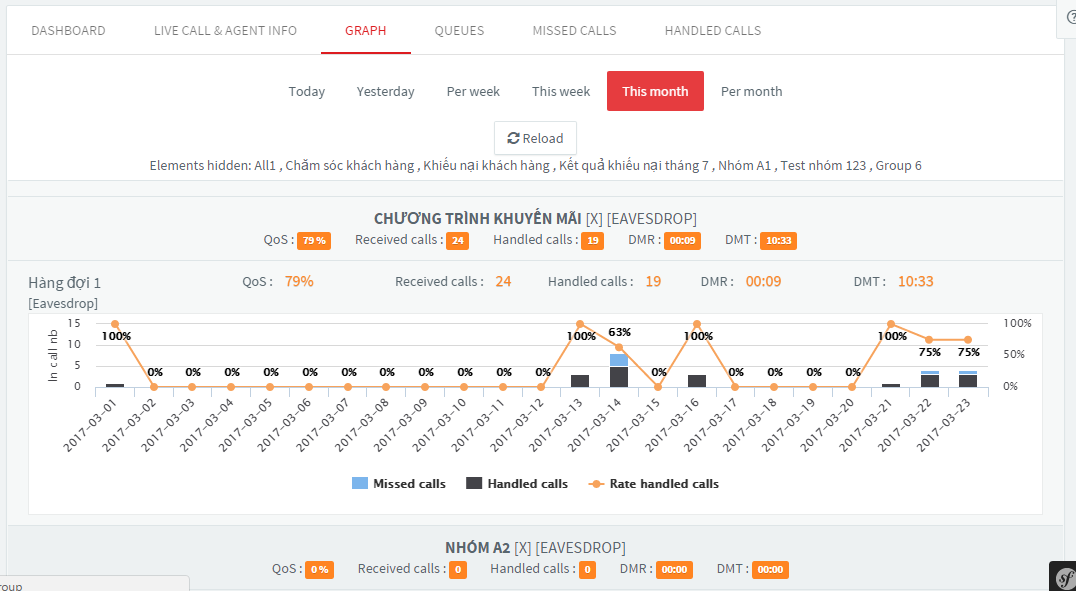 DASHBOARD LIVE CALL & AGENT INFO GRAPH QUEUES MISSED CALLS HANDLED CALLS
Today Yesterday Per week This week This month Per month
Reload
Elements hidden: All1 , Chăm sóc khách hàng , Khiếu nại khách hàng , Kết quả khiếu nại tháng 7 , Nhóm A1 , Test nhóm 123 , Group 6
CHƯƠNG TRÌNH KHUYẾN MÃI [X] [EAVESDROP]
QoS : 79 % Received calls : 24 Handled calls : 19 DMR : 00:09 DMT : 10:33
Hàng đợi 1 QoS : 79% Received calls : 24 Handled calls : 19 DMR : 00:09 DMT : 10:33
[Eavesdrop]
In call nb
15 100%
10 50%
5
0 0%
100% 0% 0% 0% 0% 0% 0% 0% 0% 0% 0% 0% 100% 63% 0% 100% 0% 0% 0% 0% 100% 75% 75%
2017-03-01 2017-03-02 2017-03-03 2017-03-04 2017-03-05 2017-03-06 2017-03-07 2017-03-08 2017-03-09 2017-03-10 2017-03-11 2017-03-12 2017-03-13 2017-03-14 2017-03-15 2017-03-16 2017-03-17 2017-03-18 2017-03-19 2017-03-20 2017-03-21 2017-03-22 2017-03-23
Missed calls Handled calls Rate handled calls
NHÓM A2 [X] [EAVESDROP]
QoS : 0 % Received calls : 0 Handled calls : 0 DMR : 00:00 DMT : 00:00
sf